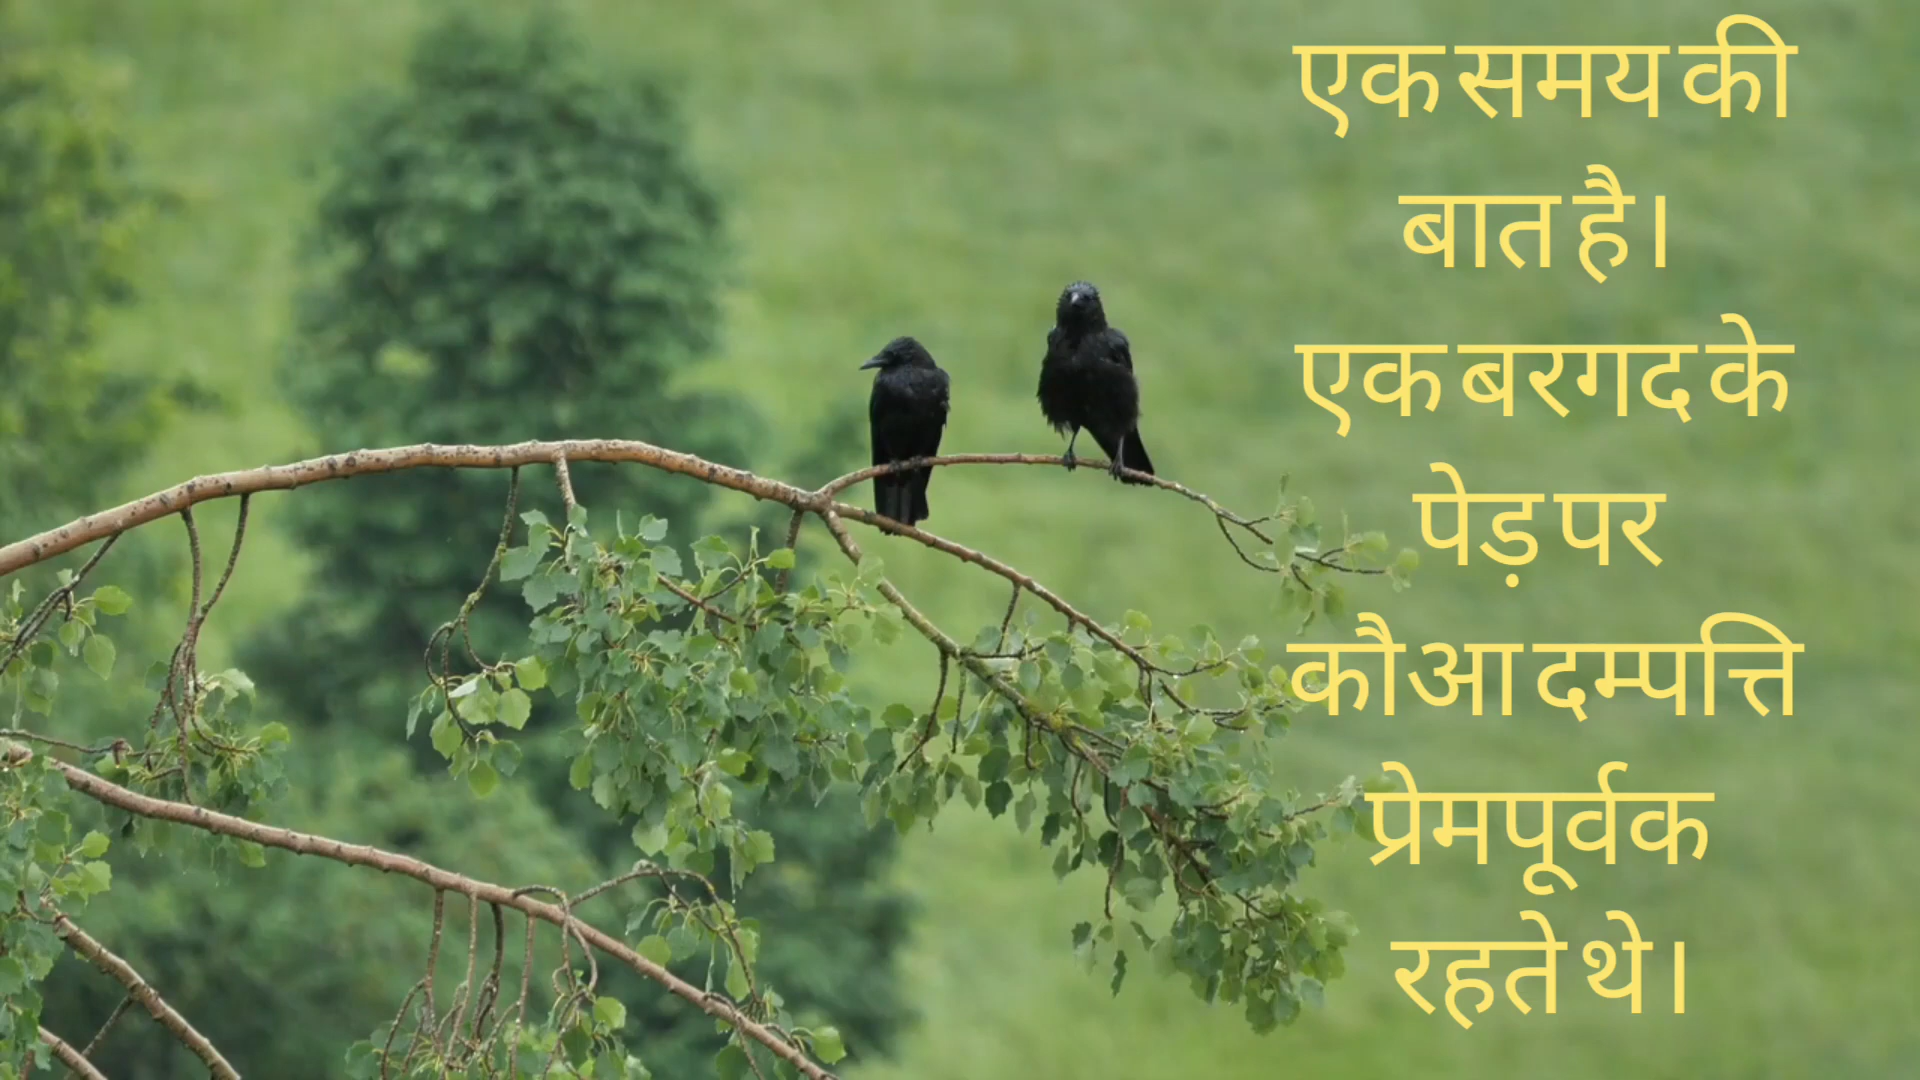 एक समय की
बात है।
एक बरगद के
पेड़ पर
कौआ दम्पत्ति
प्रेमपूर्वक
रहते थे।